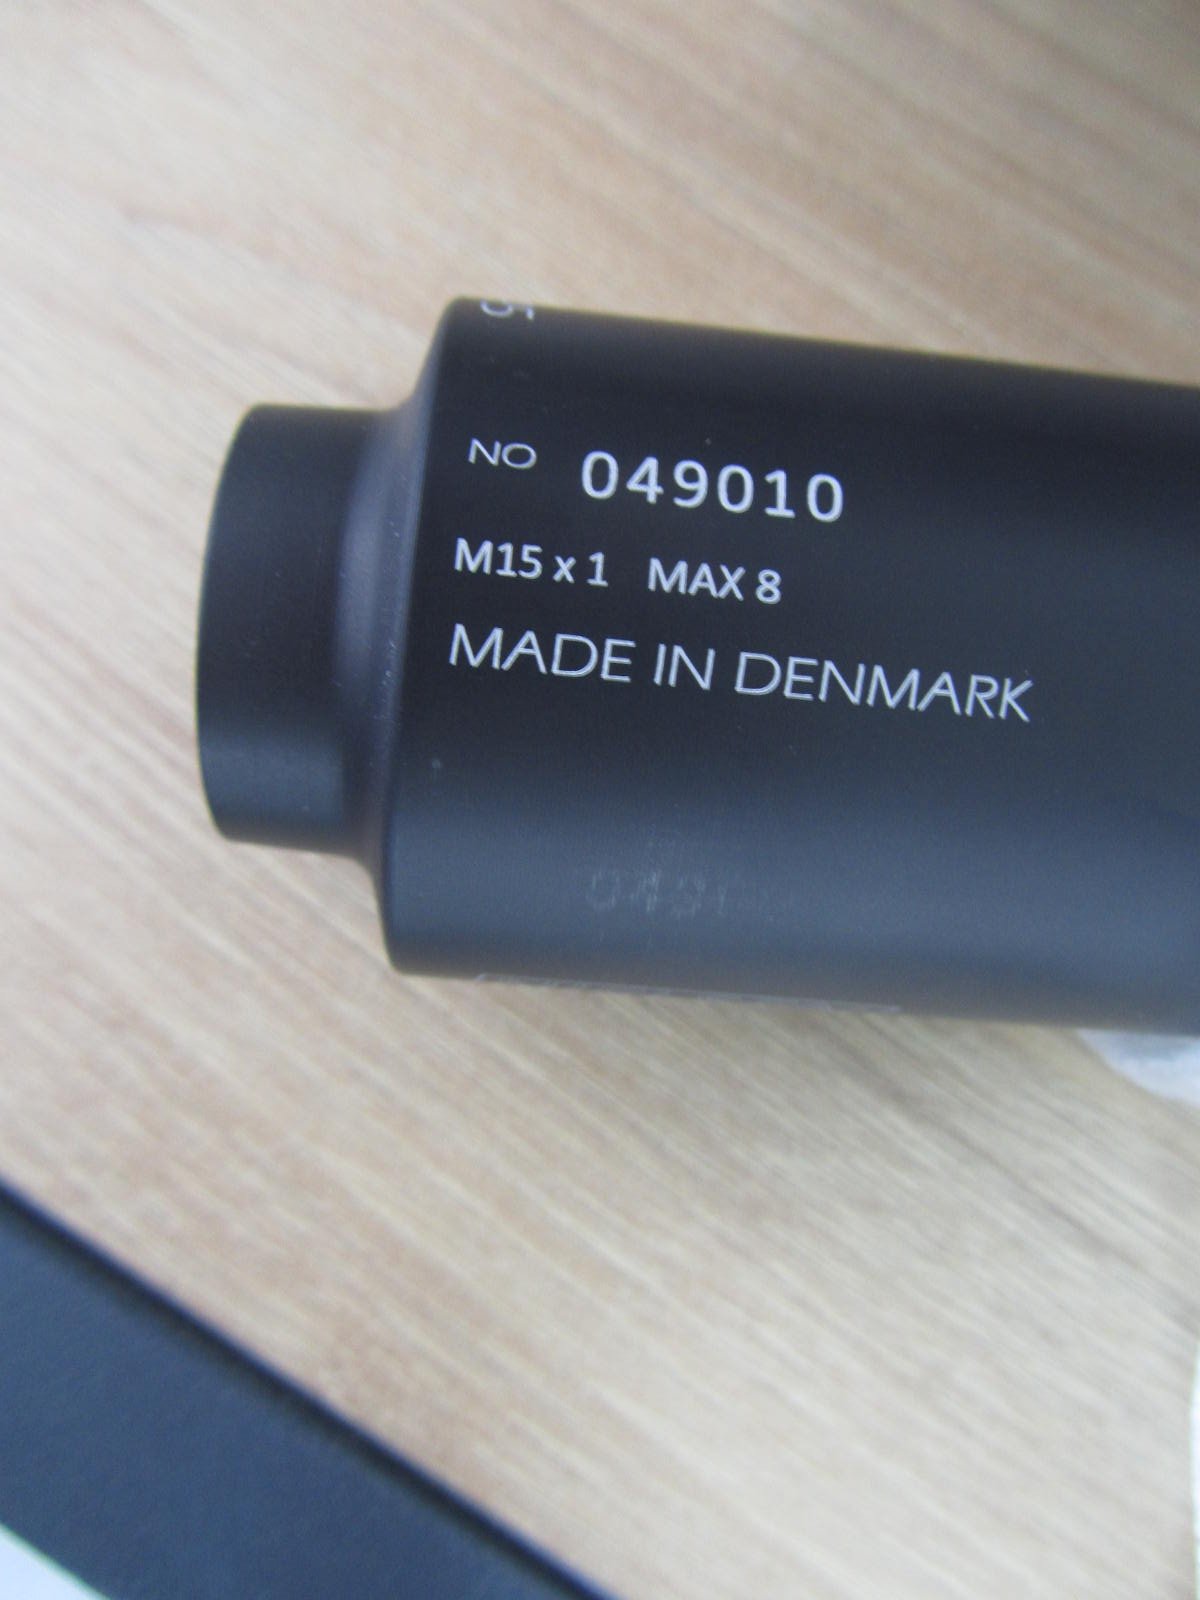 NO 049010
M15 x 1 MAX 8
MADE IN DENMARK